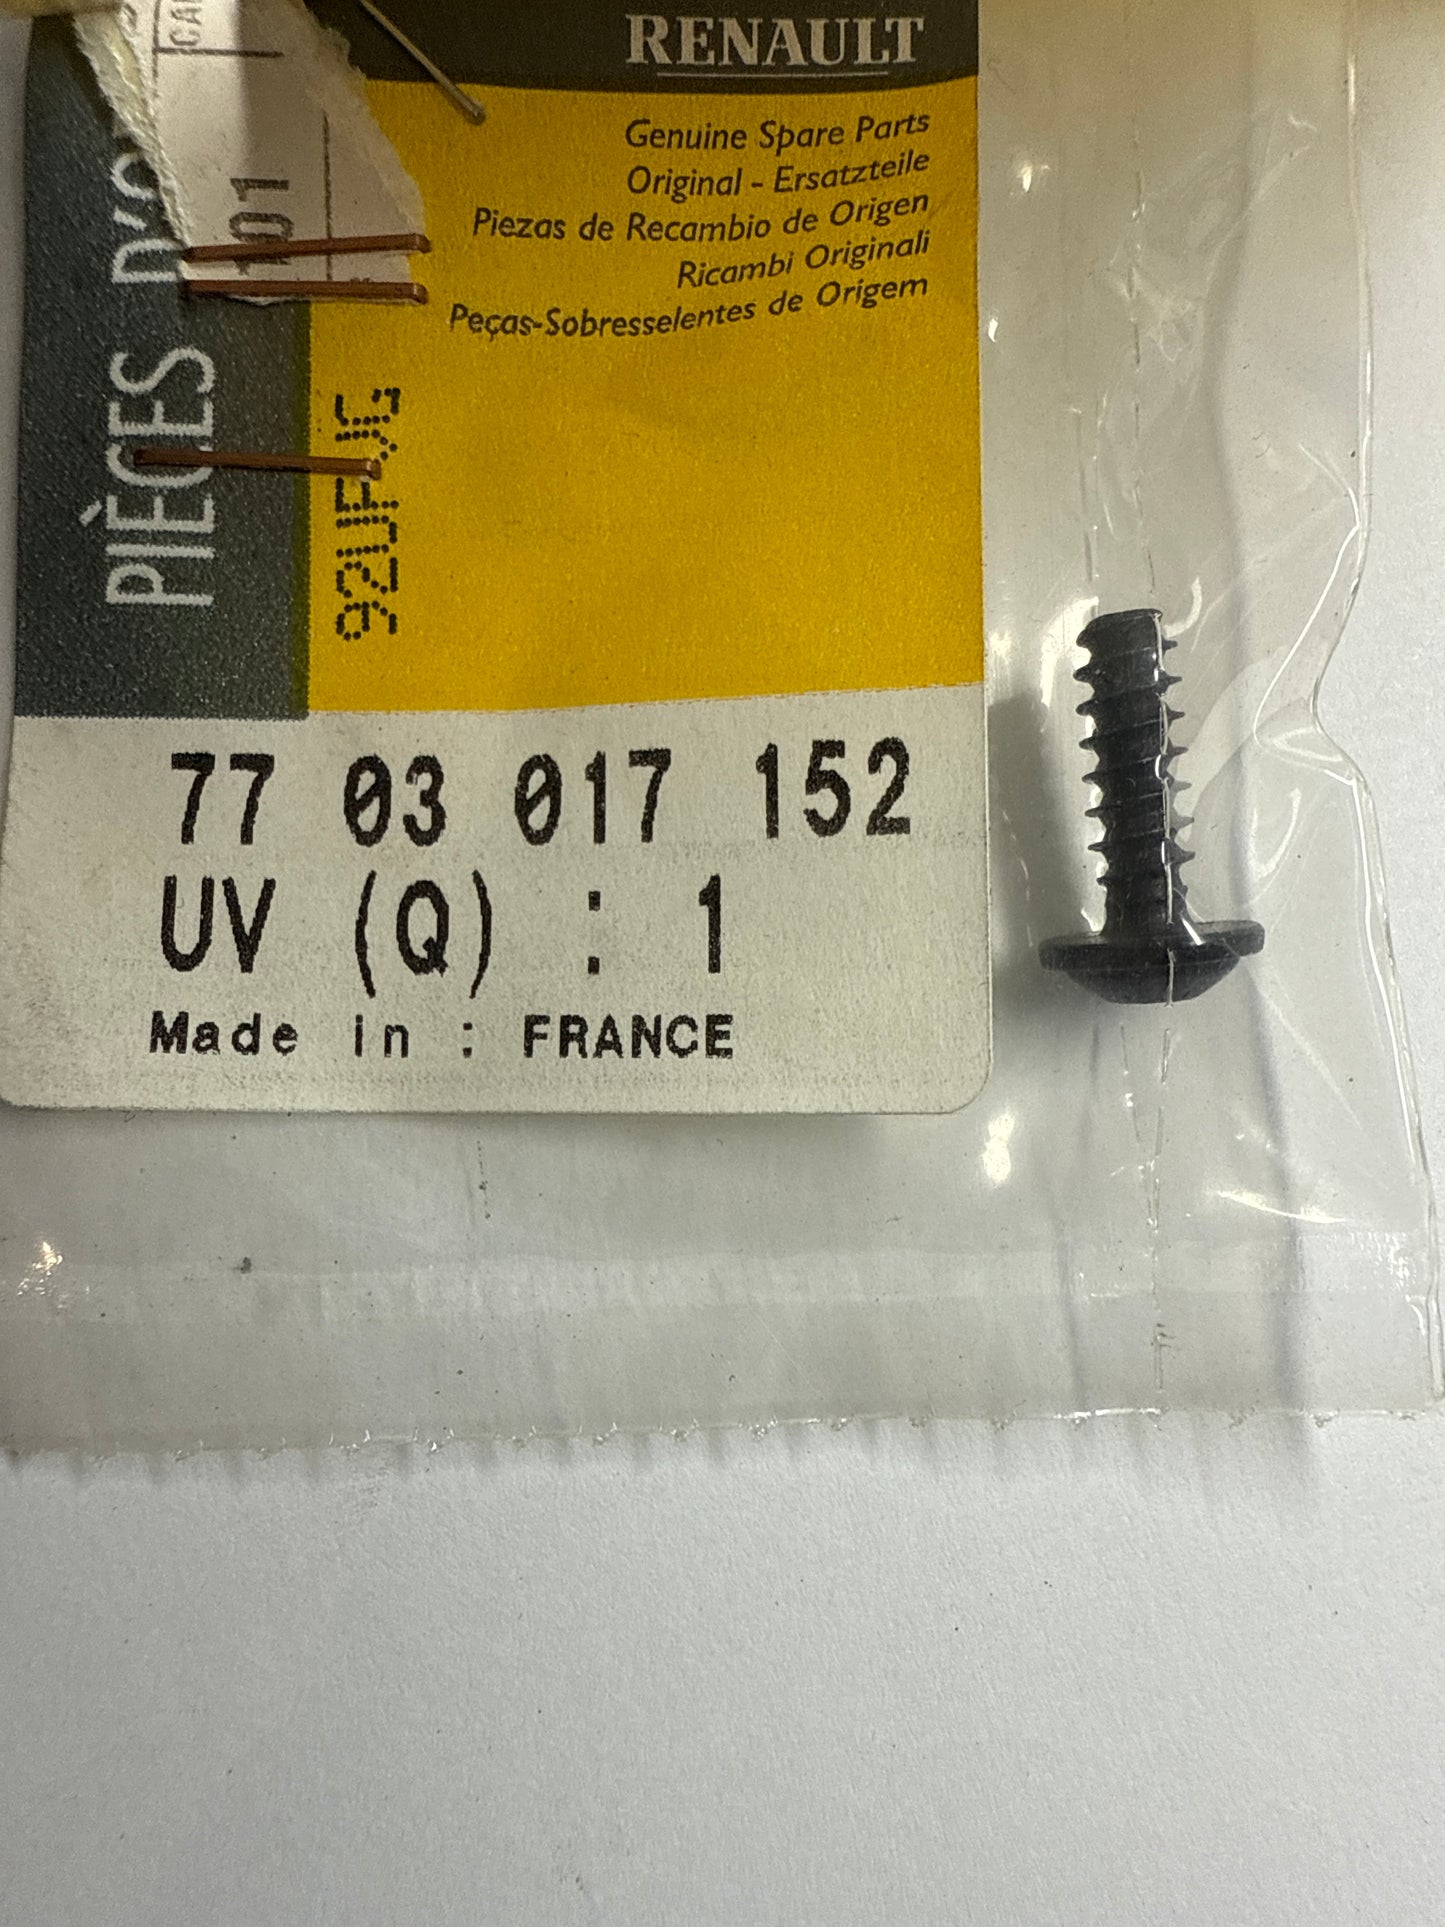 RENAULT
Genuine Spare Parts
Original - Ersatzteile
Piezas de Recambio de Origen
Ricambi Originali
Peças-Sobresselentes de Origem
PIÈCES
77 03 017 152
UV (Q) : 1
Made in : FRANCE